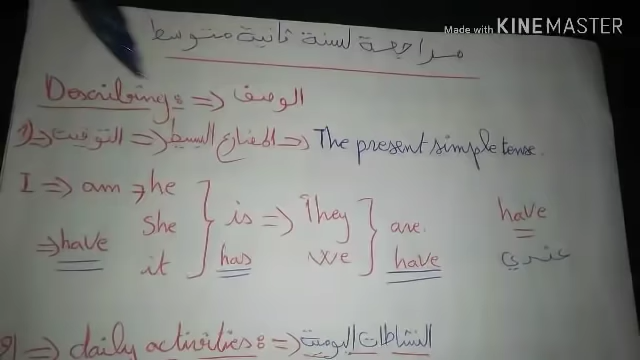 Made with KINEMASTER
مراجعة لسنة ثانية متوسط
Describing : => الوصف
1) => التوقيت => المضارع البسيط => The present simple tense.
I => am => he } is => They } are. have
=> have she has We have عندي
it
2) => daily activities : => النشاطات اليومية